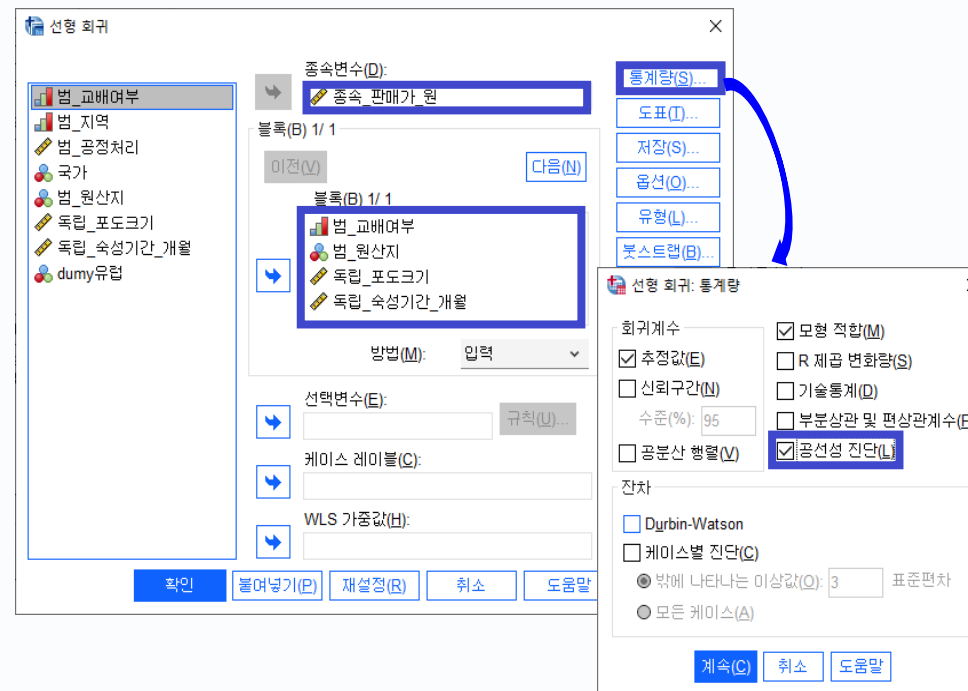 선형 회귀
종속변수(D):
종속_판매가_원
범_교배여부
범_지역
범_공정처리
국가
범_원산지
독립_포도크기
독립_숙성기간_개월
dumy유럽
블록(B) 1/ 1
이전(V)
다음(N)
블록(B) 1/ 1
범_교배여부
범_원산지
독립_포도크기
독립_숙성기간_개월
방법(M):
입력
선택변수(E):
규칙(U)...
케이스 레이블(C):
WLS 가중값(H):
통계량(S)...
도표(T)...
저장(S)...
옵션(O)...
유형(L)...
붓스트랩(B)...
확인
붙여넣기(P)
재설정(R)
취소
도움말
선형 회귀: 통계량
회귀계수
추정값(E)
신뢰구간(N)
수준(%): 95
공분산 행렬(V)
모형 적합(M)
R 제곱 변화량(S)
기술통계(D)
부분상관 및 편상관계수(P
공선성 진단(L)
잔차
Durbin-Watson
케이스별 진단(C)
밖에 나타나는 이상값(O): 3 표준편차
모든 케이스(A)
계속(C)
취소
도움말